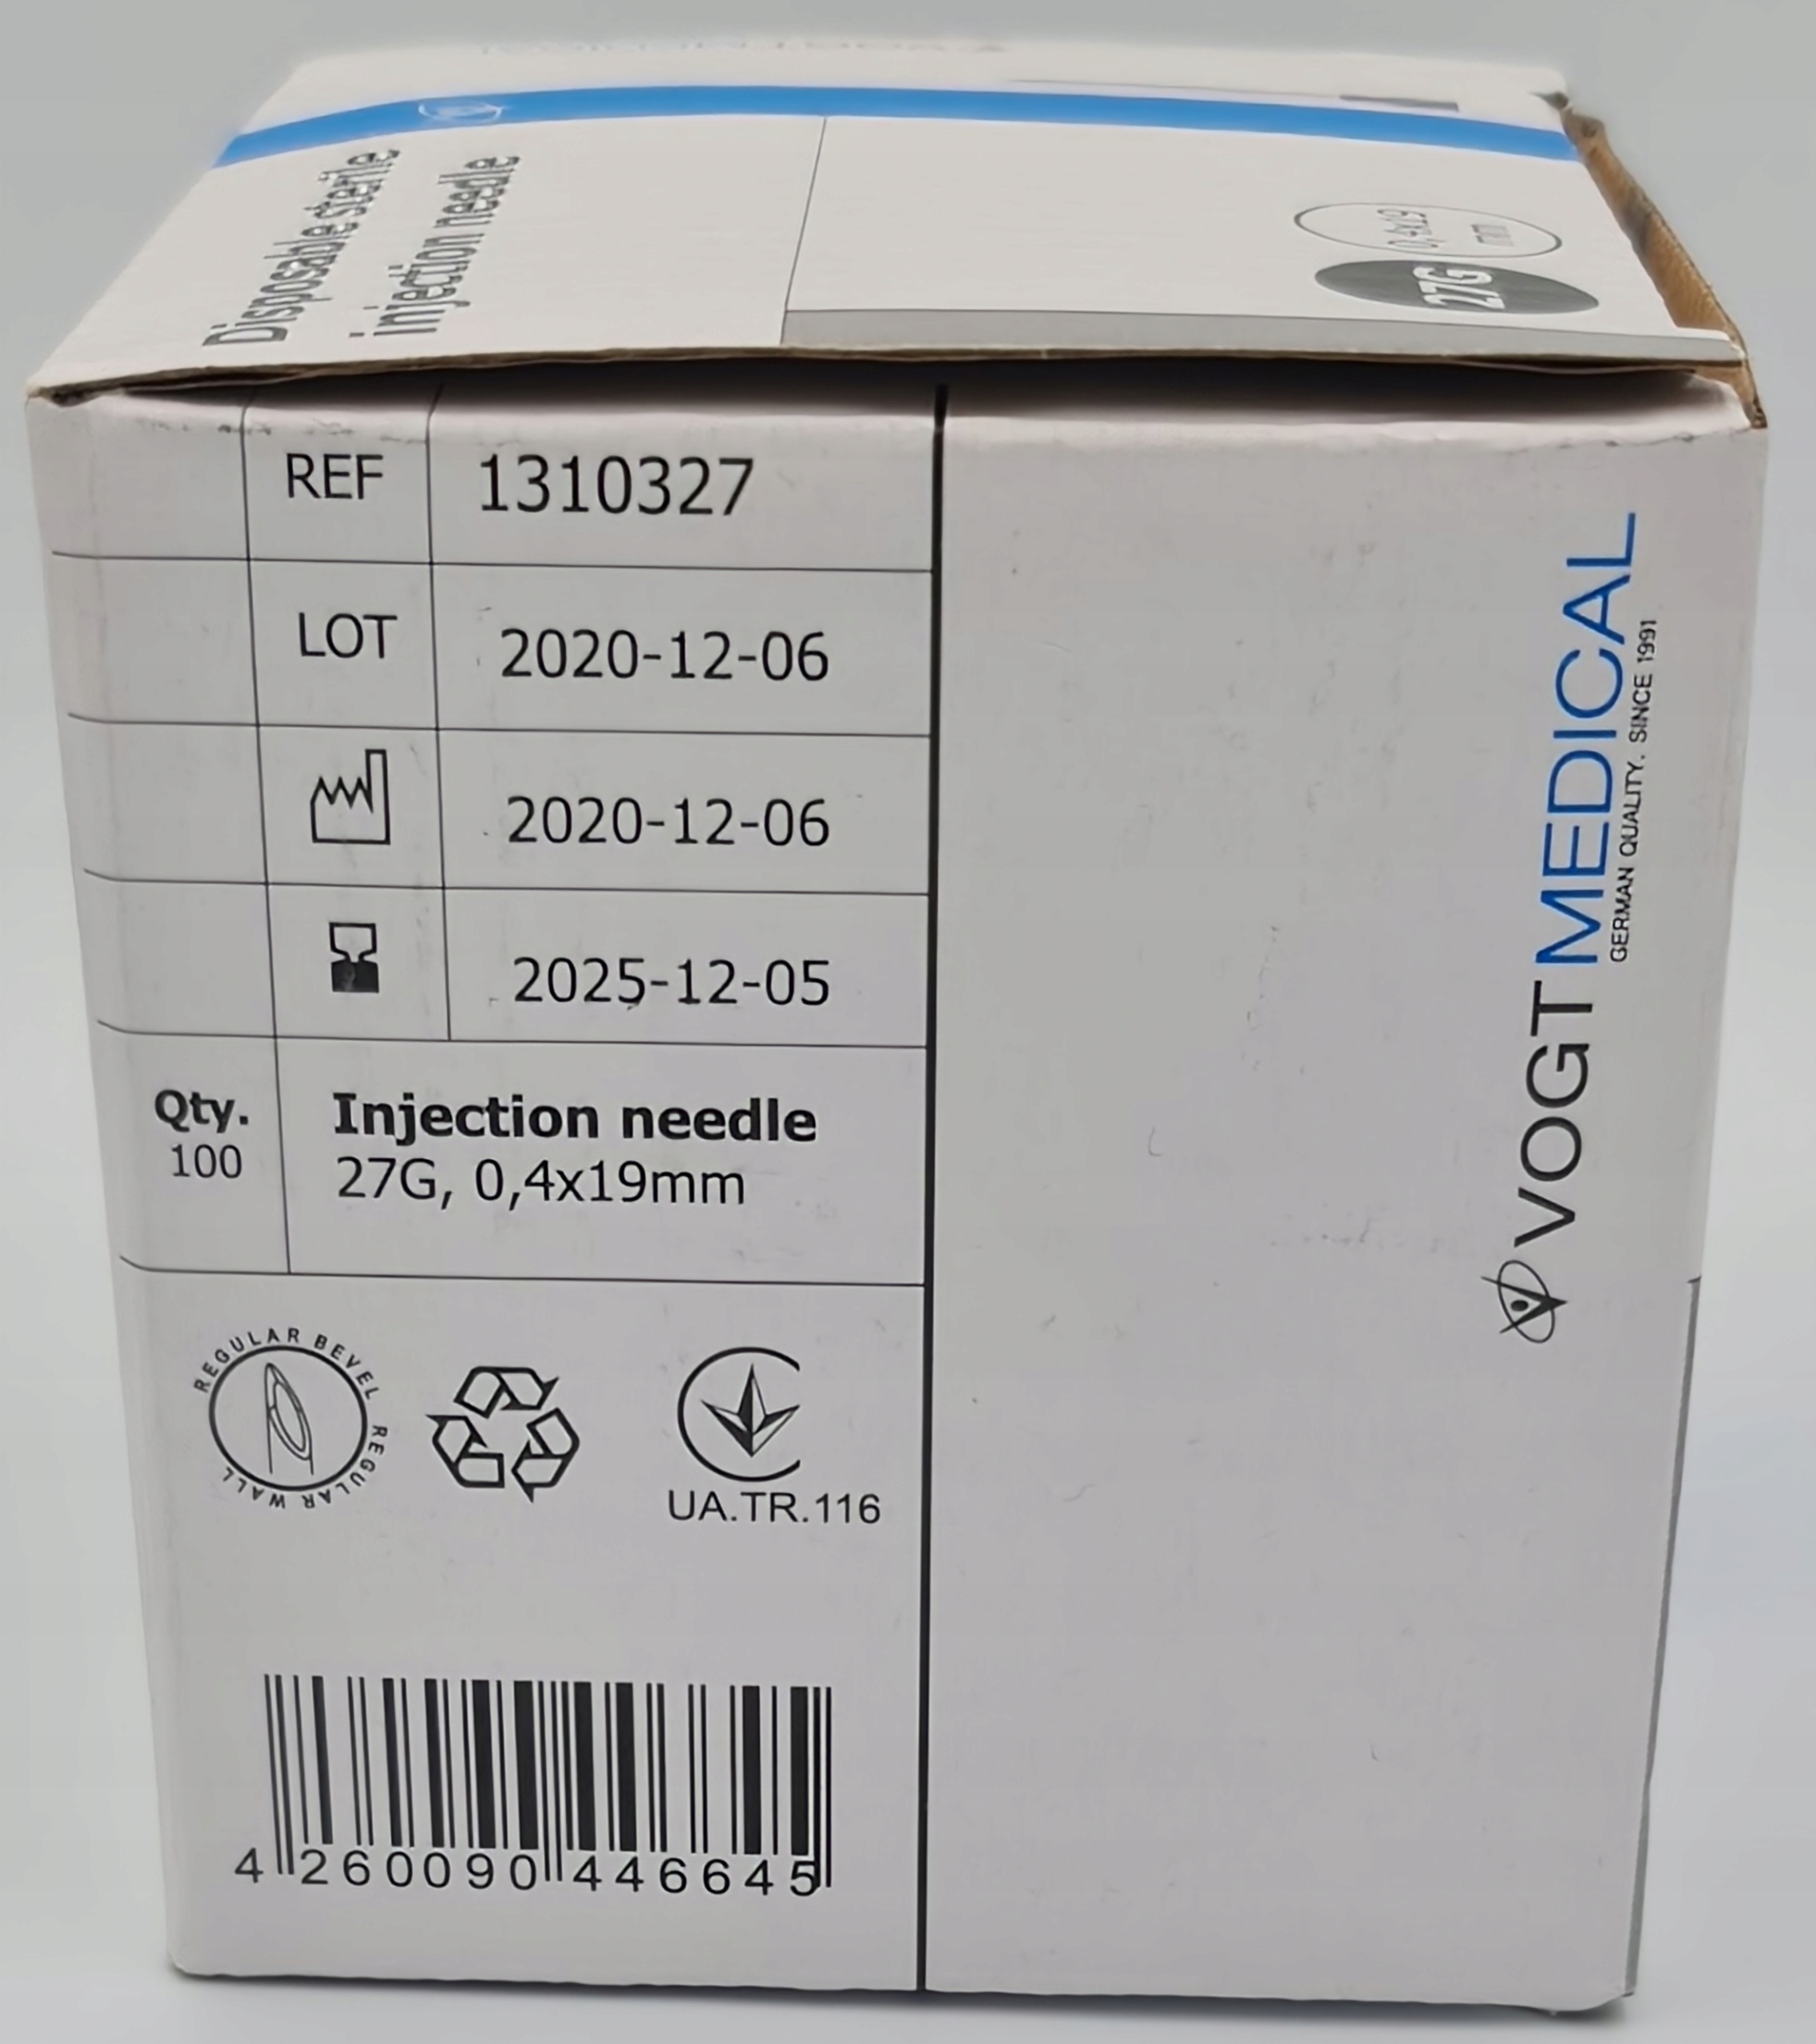 Disposable sterile
injection needle
27G
0,4x19
mm
REF 1310327
LOT 2020-12-06
2020-12-06
2025-12-05
Qty.
100
Injection needle
27G, 0,4x19mm
REGULAR BEVEL REGULAR WALL
UA.TR.116
4 260090 446645
VOGT MEDICAL
GERMAN QUALITY. SINCE 1991